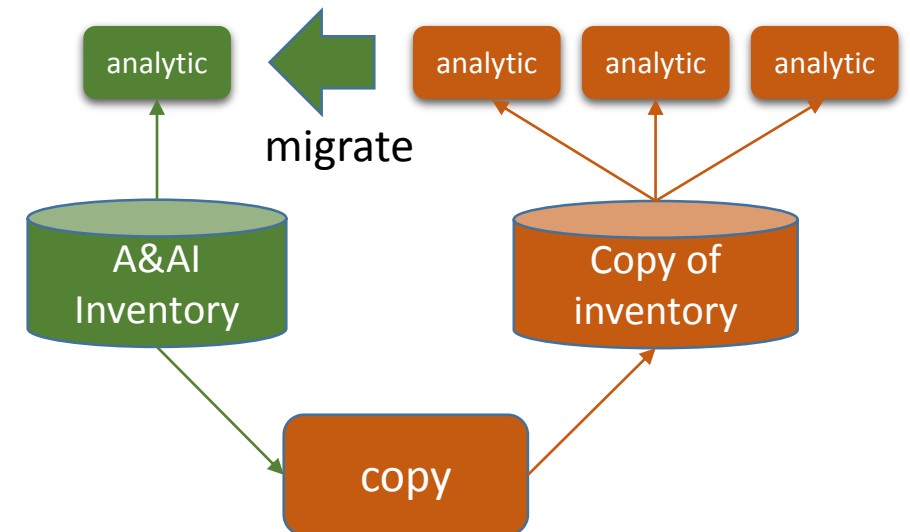 analytic
analytic
analytic
analytic
migrate
A&AI
Inventory
Copy of
inventory
copy